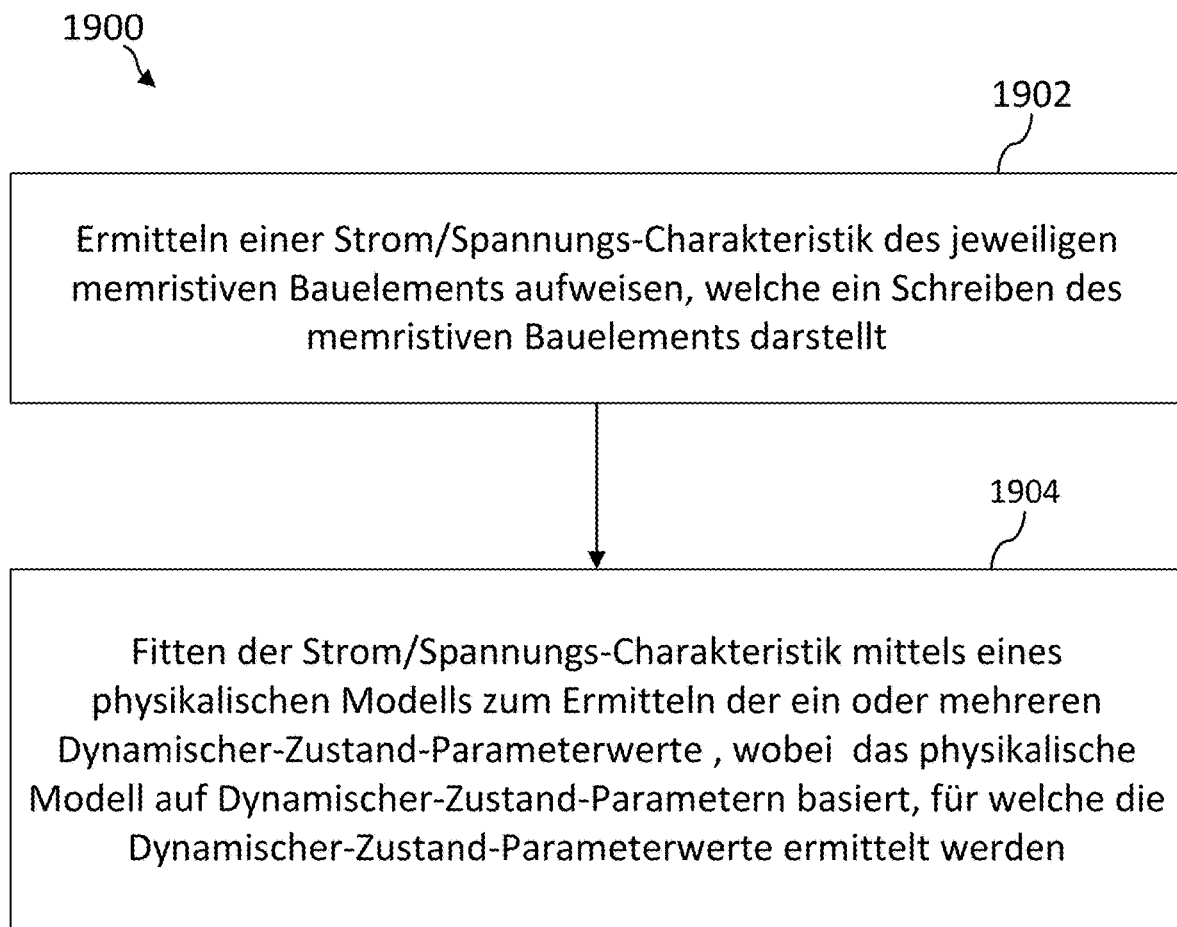 1900
1902
Ermitteln einer Strom/Spannungs-Charakteristik des jeweiligen
memristiven Bauelements aufweisen, welche ein Schreiben des
memristiven Bauelements darstellt
1904
Fitten der Strom/Spannungs-Charakteristik mittels eines
physikalischen Modells zum Ermitteln der ein oder mehreren
Dynamischer-Zustand-Parameterwerte , wobei  das physikalische
Modell auf Dynamischer-Zustand-Parametern basiert, für welche die
Dynamischer-Zustand-Parameterwerte ermittelt werden